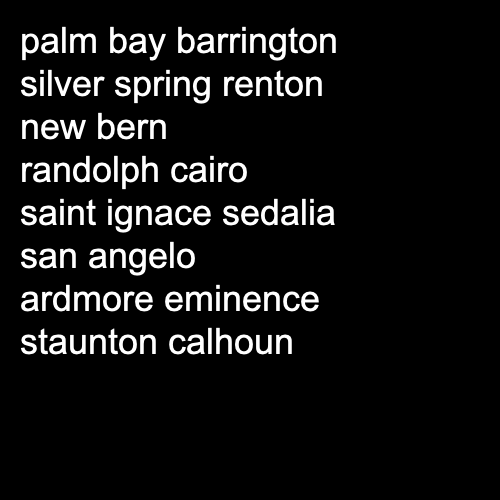 palm bay barrington
silver spring renton
new bern
randolph cairo
saint ignace sedalia
san angelo
ardmore eminence
staunton calhoun